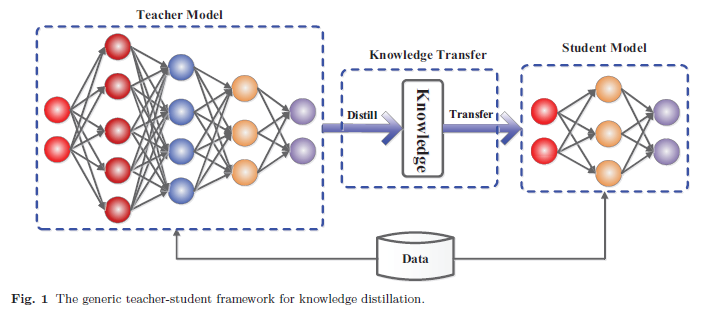 Teacher Model
Knowledge Transfer
Student Model
Distill
Knowledge
Transfer
Data
Fig. 1 The generic teacher-student framework for knowledge distillation.